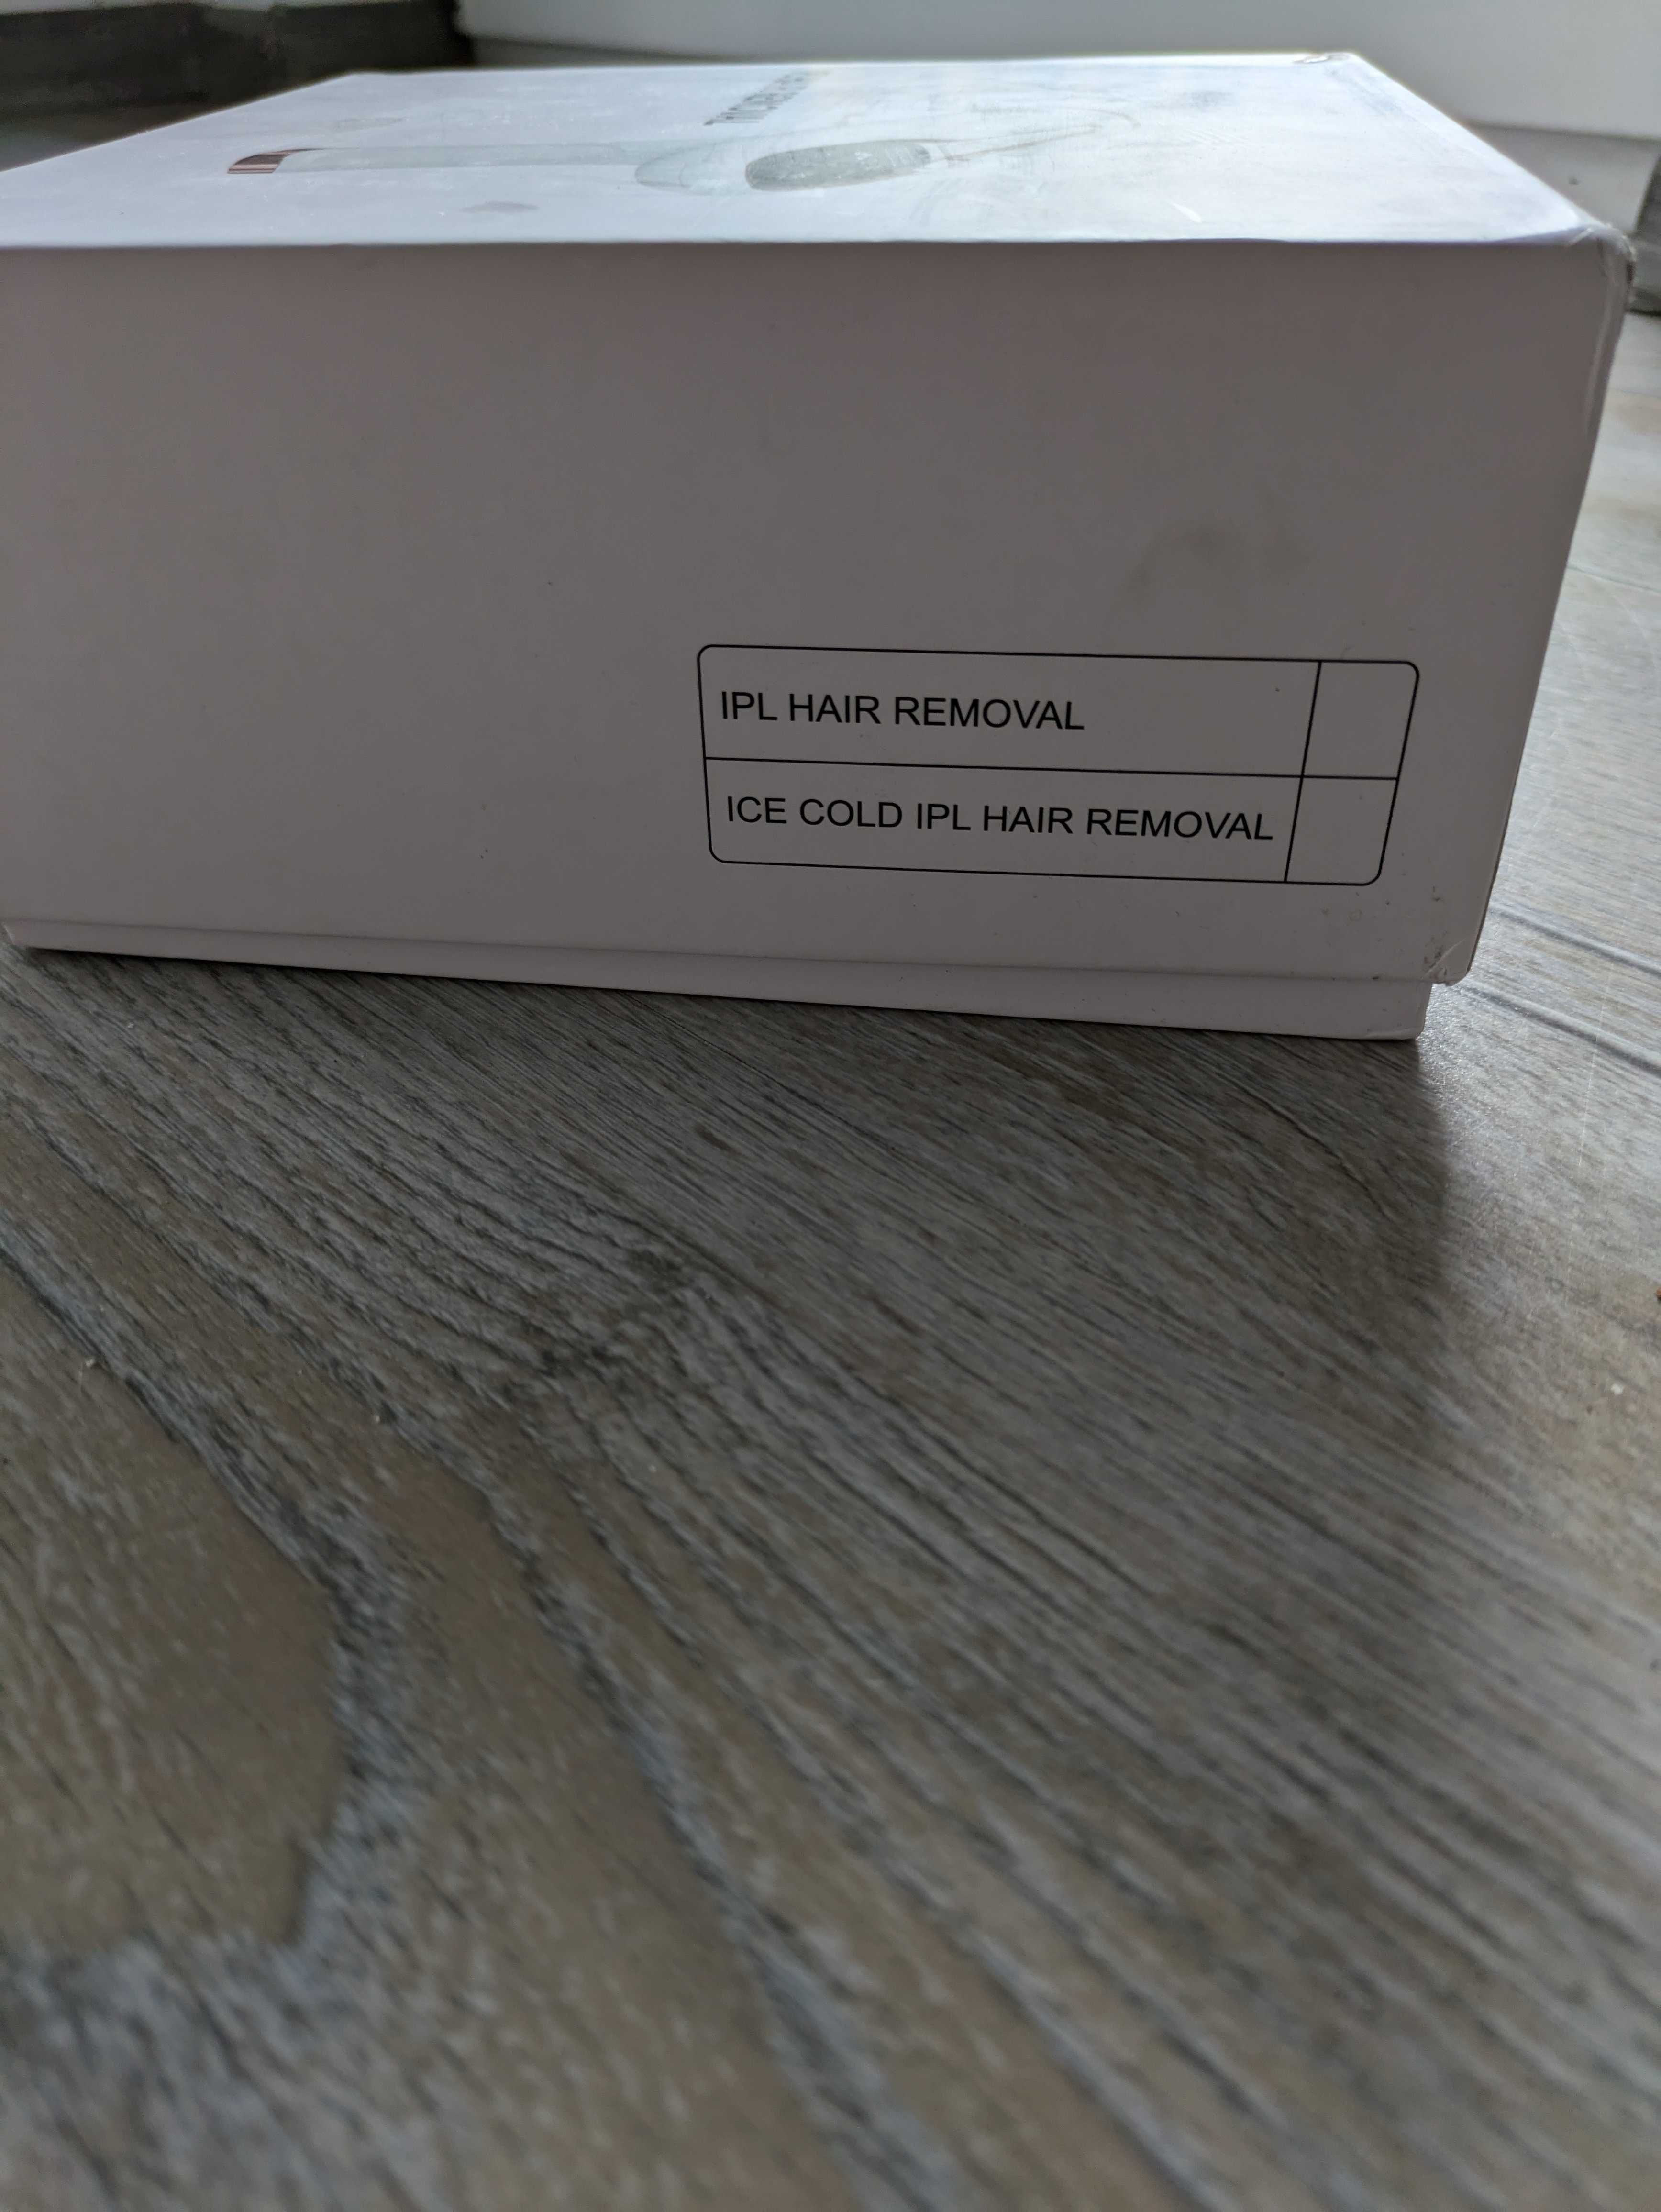 IPL HAIR REMOVAL
ICE COLD IPL HAIR REMOVAL